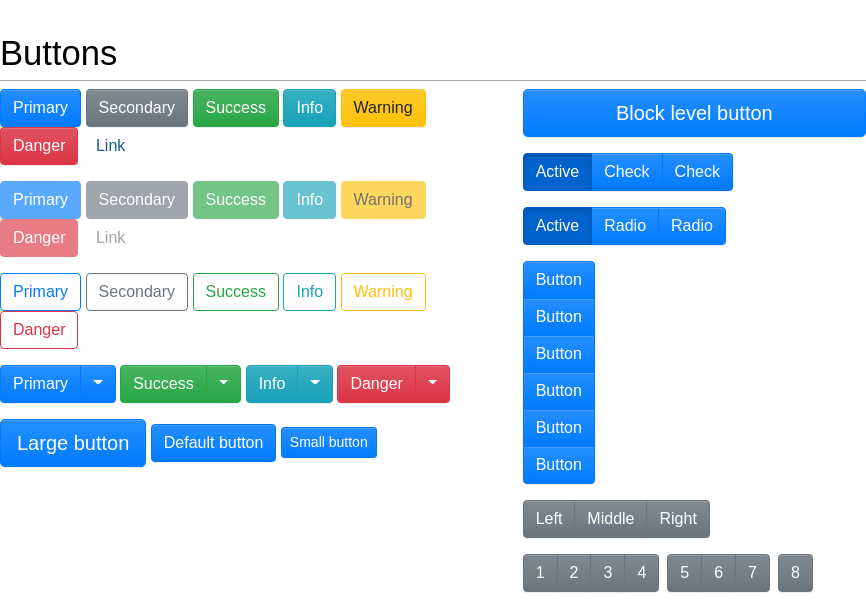 Buttons
Primary Secondary Success Info Warning
Danger Link
Primary Secondary Success Info Warning
Danger Link
Primary Secondary Success Info Warning
Danger
Primary Success Info Danger
Large button Default button Small button
Block level button
Active Check Check
Active Radio Radio
Button
Button
Button
Button
Button
Button
Left Middle Right
1 2 3 4 5 6 7 8